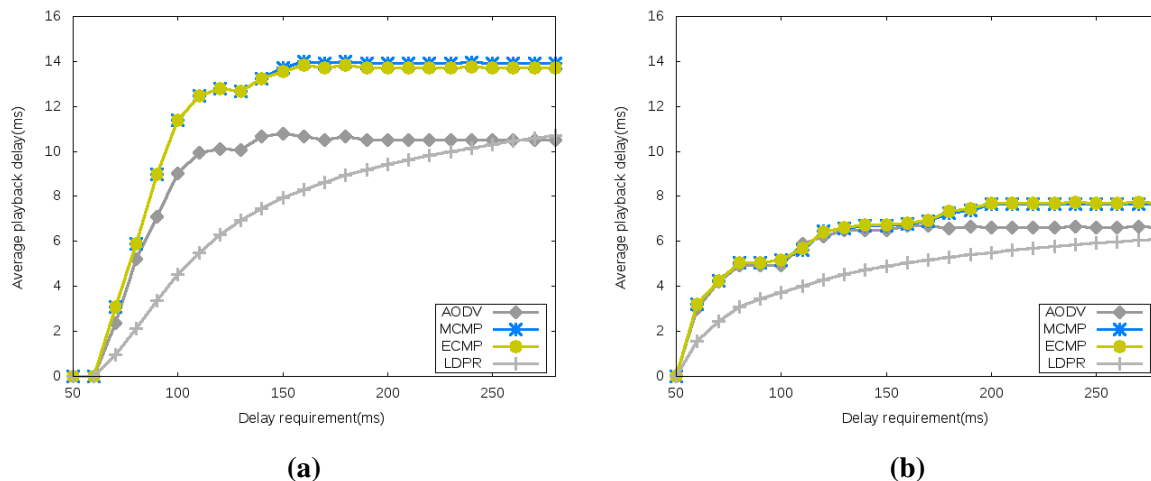 16
14
12
10
8
6
4
2
0
Average playback delay(ms)
50
100
150
200
250
Delay requirement(ms)
AODV
MCMP
ECMP
LDPR
(a)
16
14
12
10
8
6
4
2
0
Average playback delay(ms)
50
100
150
200
250
Delay requirement(ms)
AODV
MCMP
ECMP
LDPR
(b)